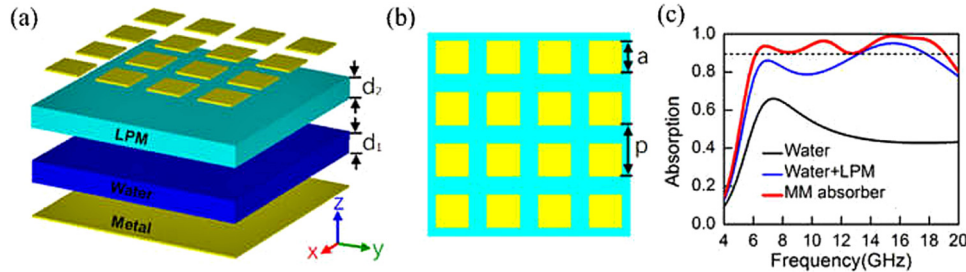 (a)
d₂
d₁
LPM
Water
Metal
z
x
y
(b)
a
p
(c)
Absorption
1.0
0.8
0.6
0.4
0.2
0.0
Water
Water+LPM
MM absorber
4 6 8 10 12 14 16 18 20
Frequency(GHz)